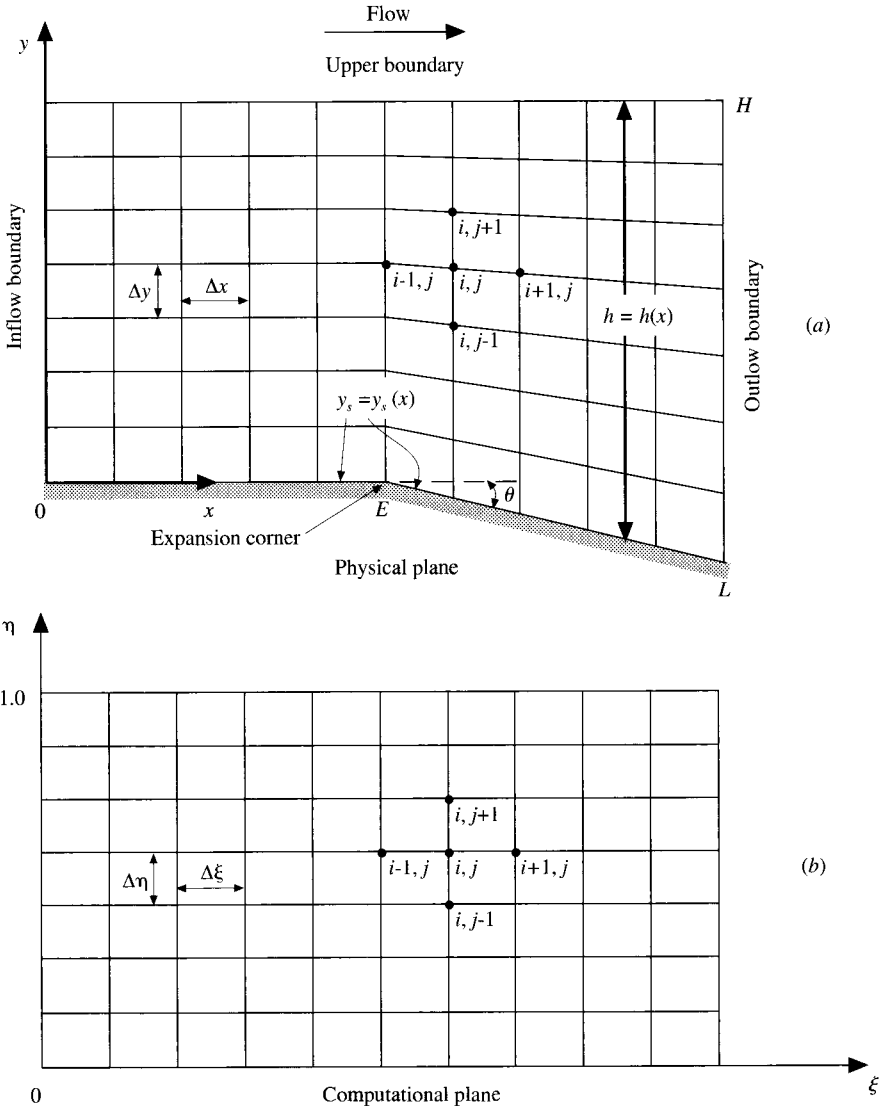 Flow
y
Upper boundary
H
Inflow boundary
i, j+1
Δy
Δx
i-1, j
i, j
i+1, j
i, j-1
h = h(x)
Outlow boundary
(a)
y_s = y_s (x)
θ
0
x
E
Expansion corner
Physical plane
L
η
1.0
i, j+1
Δη
Δξ
i-1, j
i, j
i+1, j
(b)
i, j-1
0
Computational plane
ξ